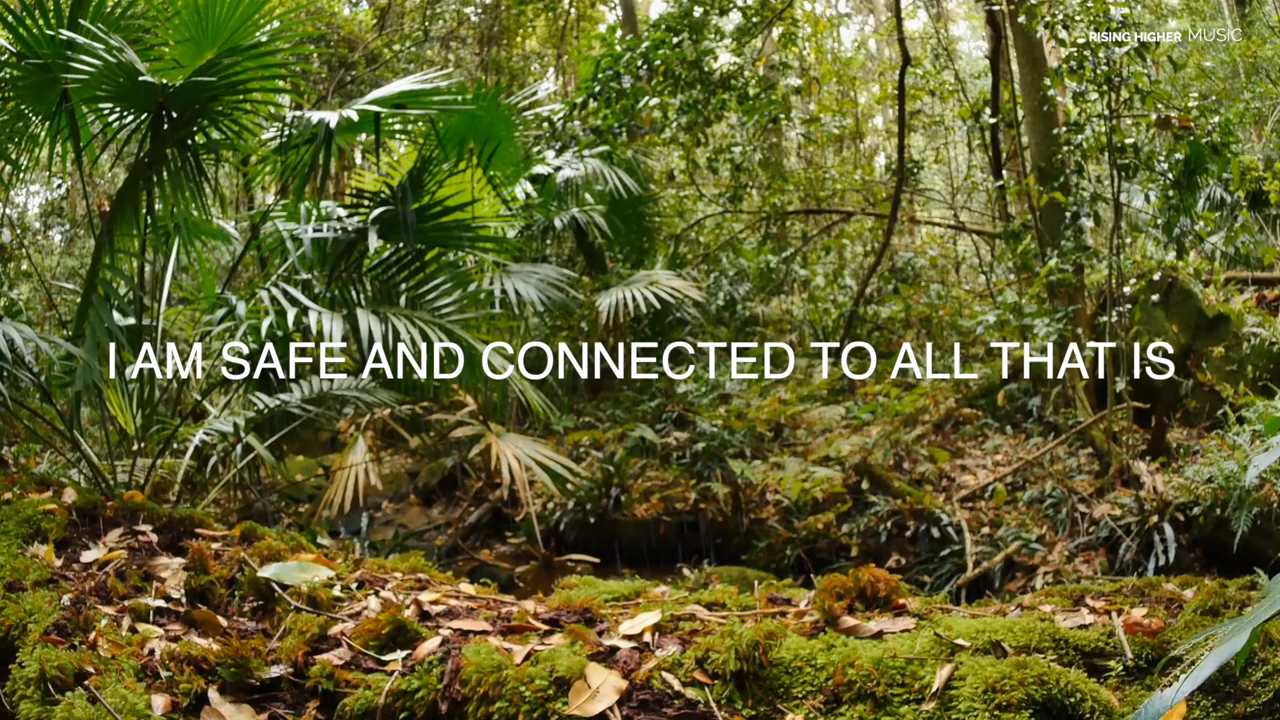 RISING HIGHER MUSIC
I AM SAFE AND CONNECTED TO ALL THAT IS